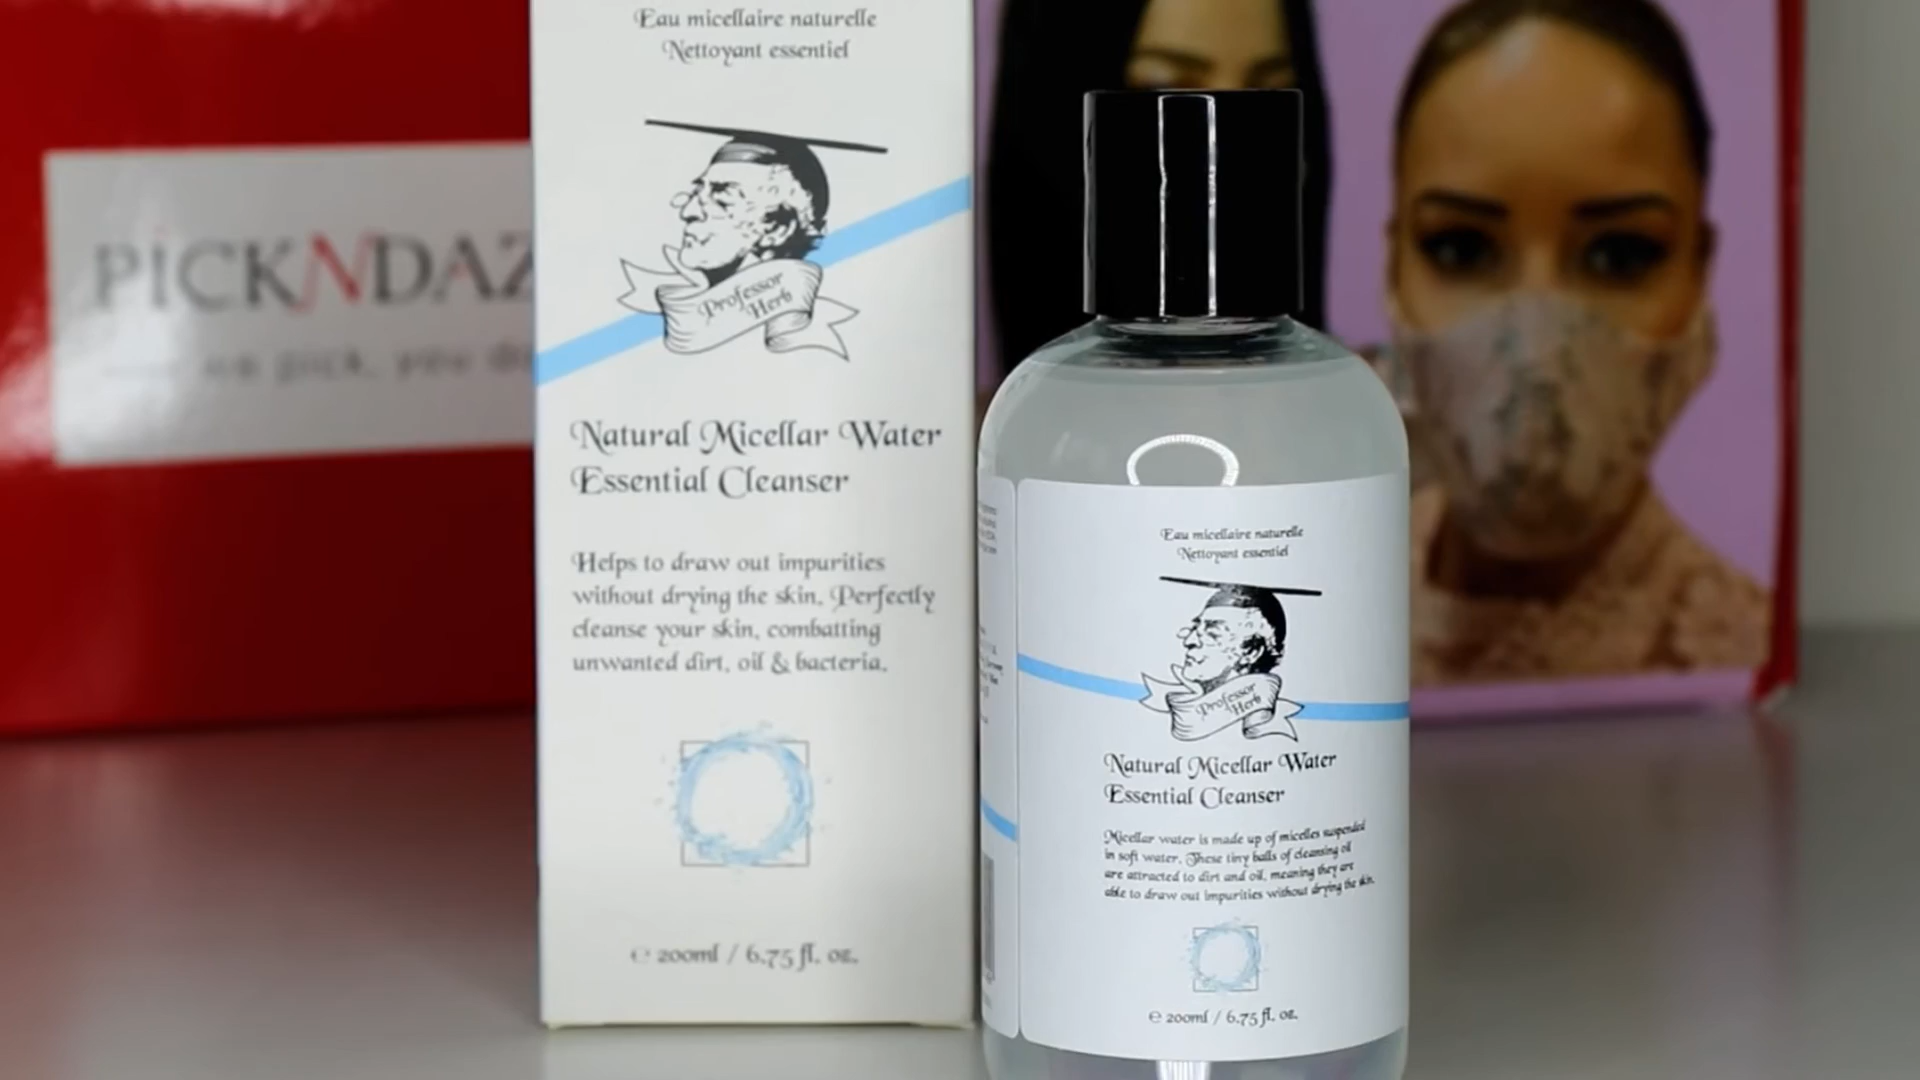 PiCKNDAZ
we pick, you do
Eau micellaire naturelle
Nettoyant essentiel
Professor
Herb
Natural Micellar Water
Essential Cleanser
Helps to draw out impurities
without drying the skin. Perfectly
cleanse your skin, combatting
unwanted dirt, oil & bacteria.
℮ 200ml / 6.75 fl. oz.
Eau micellaire naturelle
Nettoyant essentiel
Professor
Herb
Natural Micellar Water
Essential Cleanser
Micellar water is made up of micelles suspended
in soft water. These tiny balls of cleansing oil
are attracted to dirt and oil, meaning they are
able to draw out impurities without drying the skin.
℮ 200ml / 6.75 fl. oz.